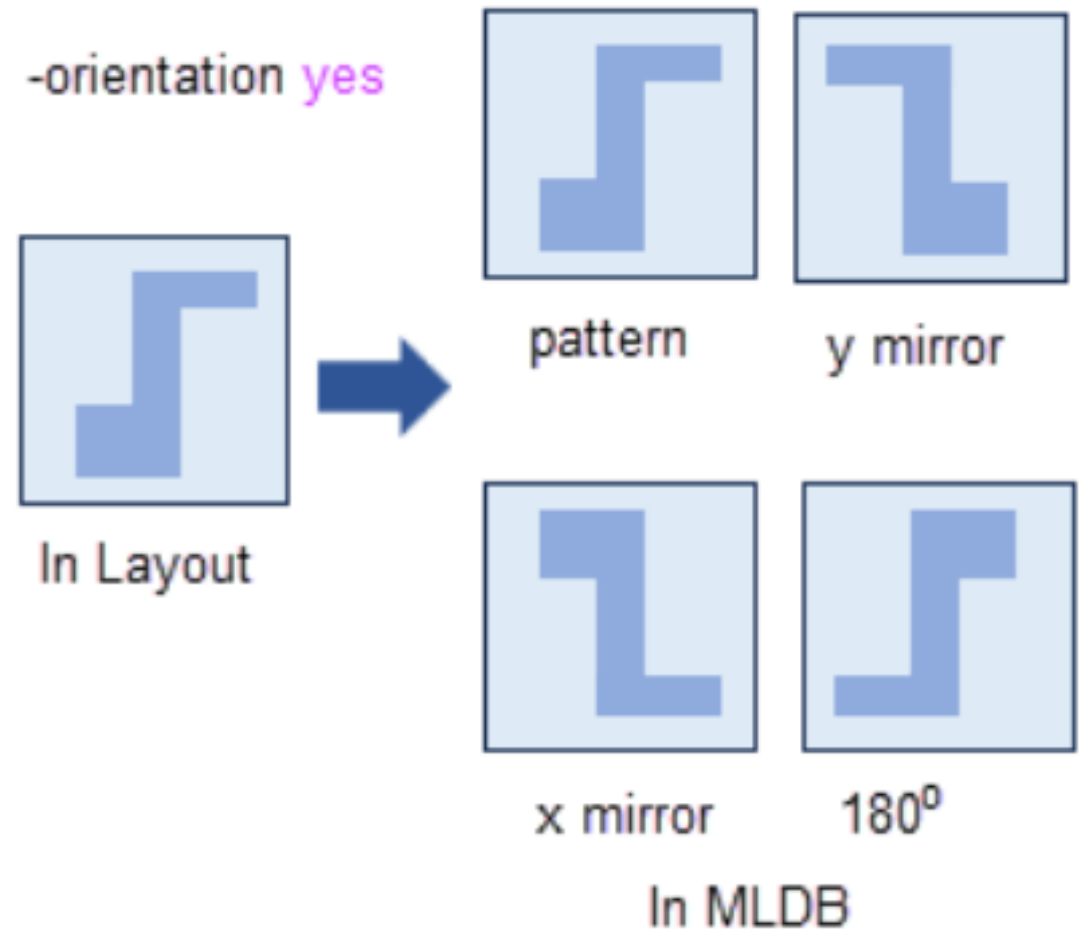 -orientation yes
pattern
y mirror
In Layout
x mirror
180⁰
In MLDB